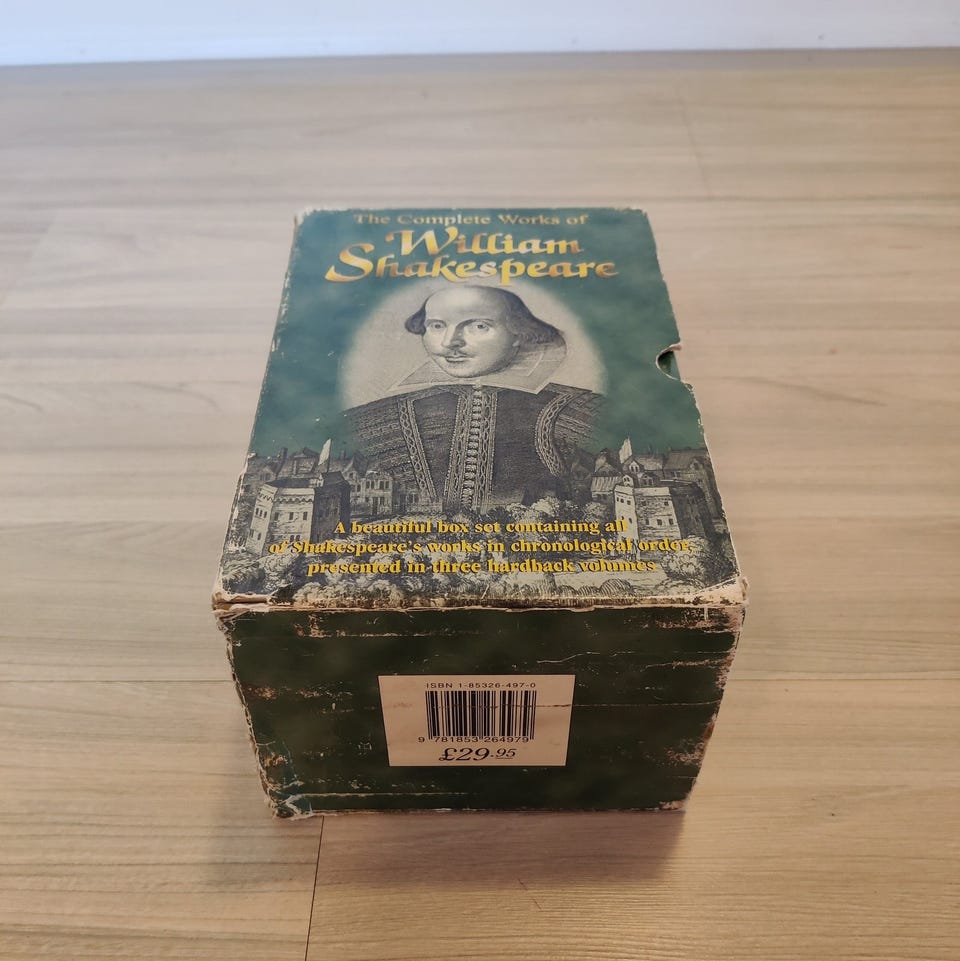 The Complete Works of
William
Shakespeare
A beautiful box set containing all
of Shakespeare's works in chronological order,
presented in three hardback volumes
ISBN 1-85326-497-0
9 781853 264979
£29.95